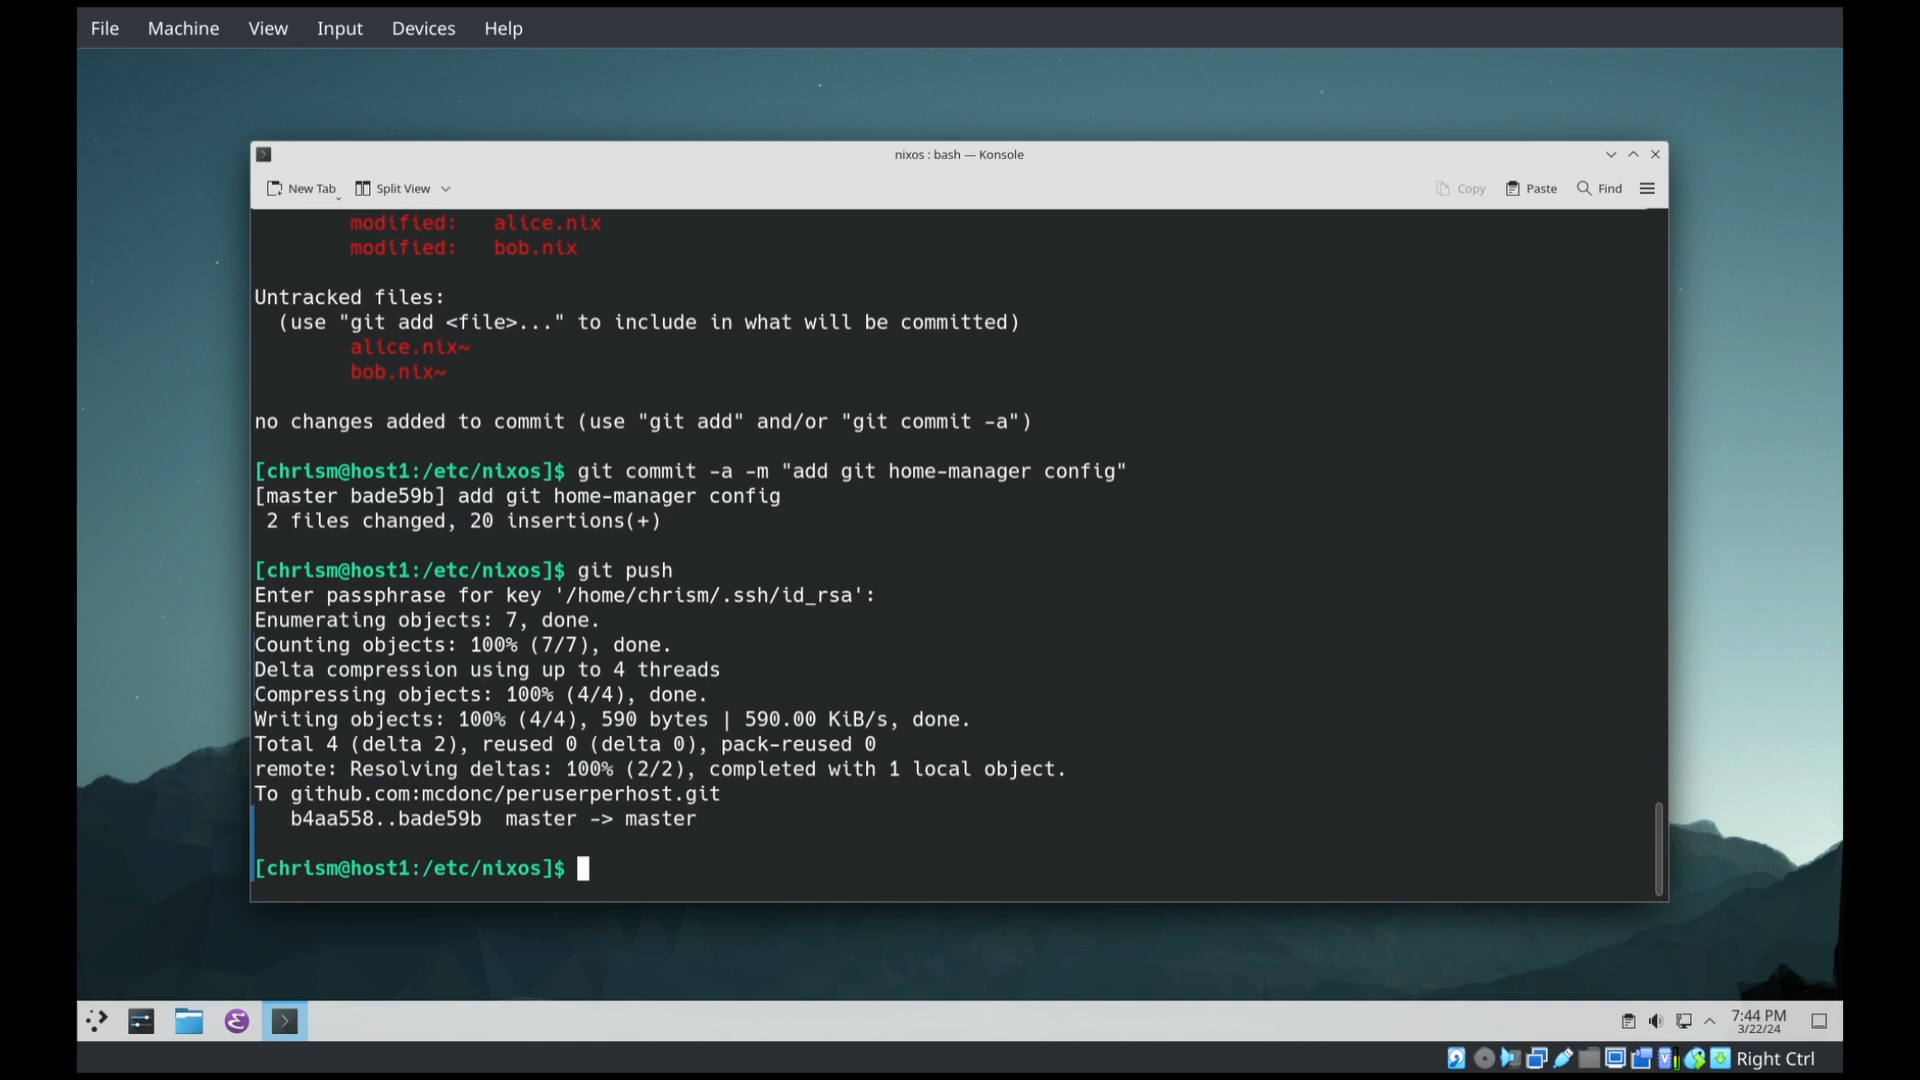 File Machine View Input Devices Help
nixos : bash — Konsole
New Tab Split View Copy Paste Find
modified: alice.nix
modified: bob.nix
Untracked files:
(use "git add <file>..." to include in what will be committed)
alice.nix~
bob.nix~
no changes added to commit (use "git add" and/or "git commit -a")
[chrism@host1:/etc/nixos]$ git commit -a -m "add git home-manager config"
[master bade59b] add git home-manager config
2 files changed, 20 insertions(+)
[chrism@host1:/etc/nixos]$ git push
Enter passphrase for key '/home/chrism/.ssh/id_rsa':
Enumerating objects: 7, done.
Counting objects: 100% (7/7), done.
Delta compression using up to 4 threads
Compressing objects: 100% (4/4), done.
Writing objects: 100% (4/4), 590 bytes | 590.00 KiB/s, done.
Total 4 (delta 2), reused 0 (delta 0), pack-reused 0
remote: Resolving deltas: 100% (2/2), completed with 1 local object.
To github.com:mcdonc/peruserperhost.git
b4aa558..bade59b master -> master
[chrism@host1:/etc/nixos]$
7:44 PM
3/22/24
Right Ctrl